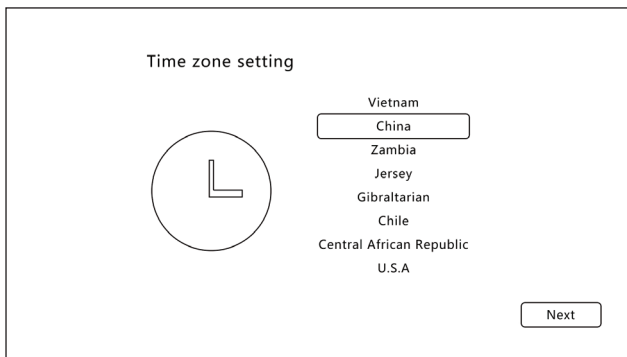 Time zone setting
Vietnam
China
Zambia
Jersey
Gibraltarian
Chile
Central African Republic
U.S.A
Next